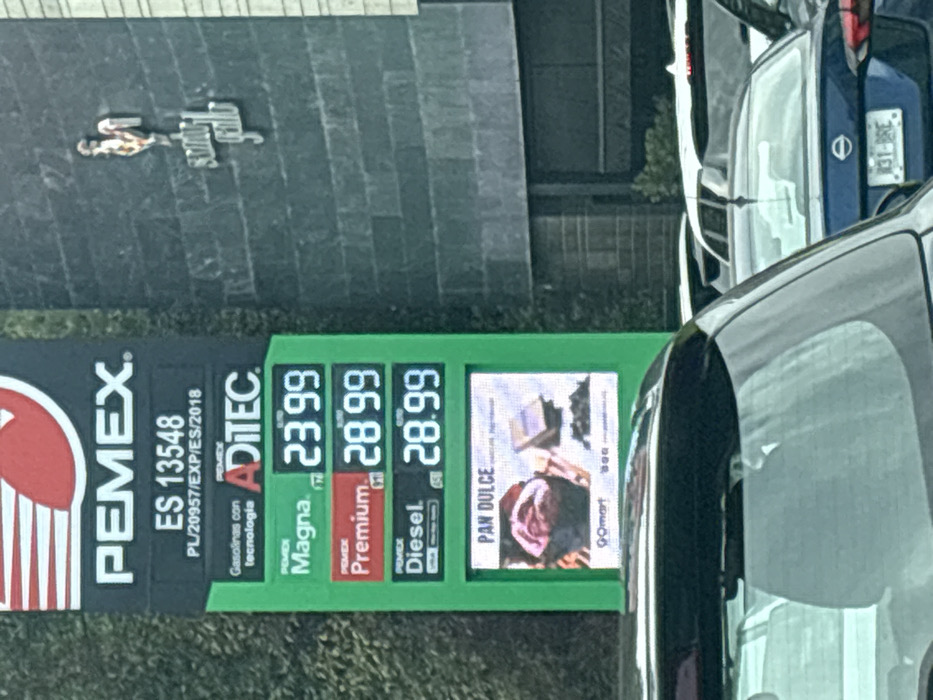 PEMEX
ES 13548
PL/20957/EXP/ES/2018
Gasolinas con
tecnología
PEMEX
ADiTEC.
PEMEX
Magna.
23.99
PEMEX
Premium.
28.99
PEMEX
Diesel.
28.99
PAN DULCE
GOmart